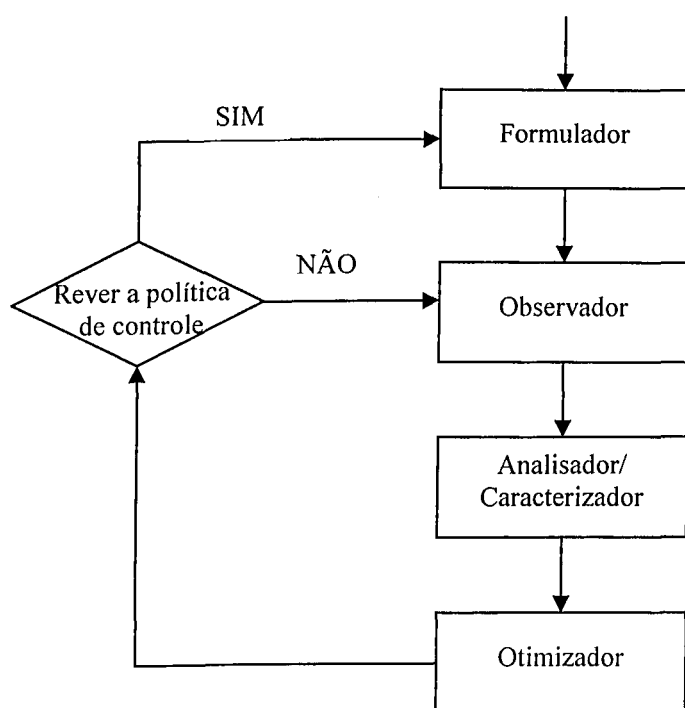 SIM
Formulador
NÃO
Rever a política
de controle
Observador
Analisador/
Caracterizador
Otimizador